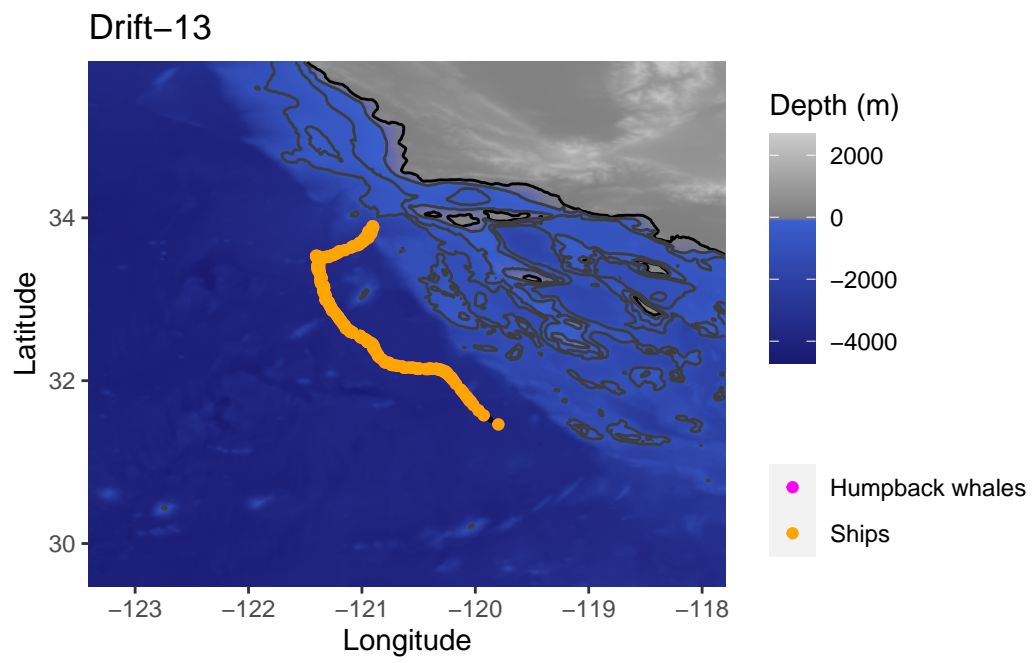 Drift−13
Depth (m)
2000
0
−2000
−4000
34
32
30
Latitude
−123
−122
−121
−120
−119
−118
Longitude
Humpback whales
Ships